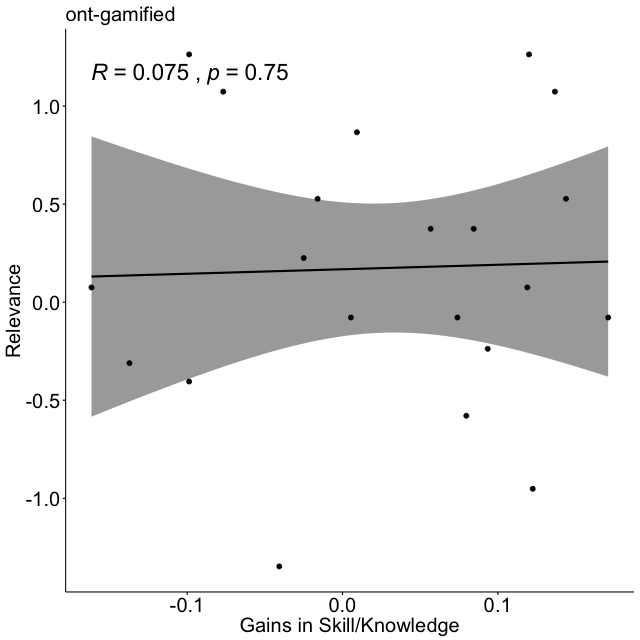 ont-gamified
R = 0.075 , p = 0.75
1.0
0.5
0.0
-0.5
-1.0
Relevance
-0.1
0.0
0.1
Gains in Skill/Knowledge